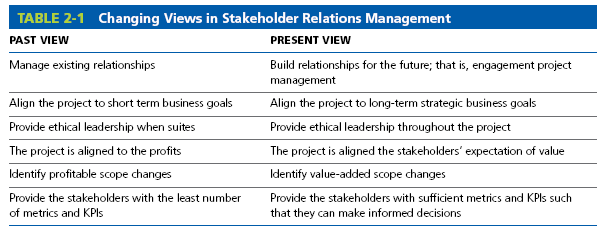 TABLE 2-1 Changing Views in Stakeholder Relations Management
PAST VIEW PRESENT VIEW
Manage existing relationships Build relationships for the future; that is, engagement project
management
Align the project to short term business goals Align the project to long-term strategic business goals
Provide ethical leadership when suites Provide ethical leadership throughout the project
The project is aligned to the profits The project is aligned the stakeholders’ expectation of value
Identify profitable scope changes Identify value-added scope changes
Provide the stakeholders with the least number Provide the stakeholders with sufficient metrics and KPIs such
of metrics and KPIs that they can make informed decisions